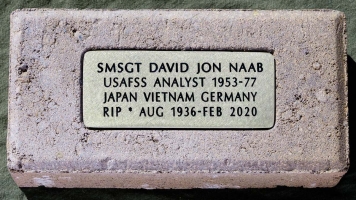 SMSGT DAVID JON NAAB
USAFSS ANALYST 1953-77
JAPAN VIETNAM GERMANY
RIP * AUG 1936-FEB 2020